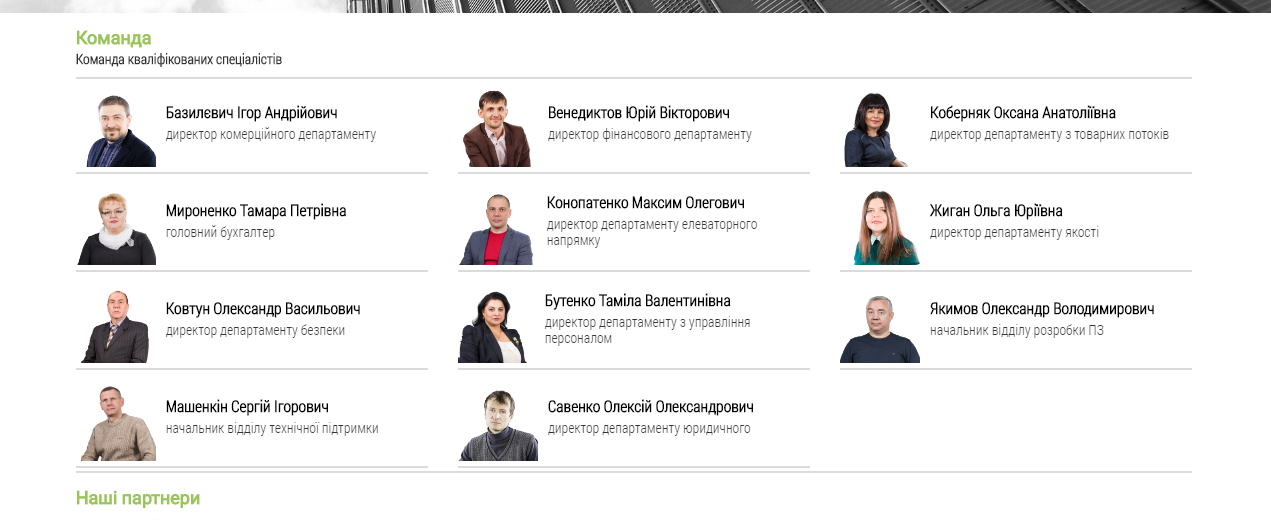 Команда
Команда кваліфікованих спеціалістів
Базилєвич Ігор Андрійович
директор комерційного департаменту
Венедиктов Юрій Вікторович
директор фінансового департаменту
Коберняк Оксана Анатоліївна
директор департаменту з товарних потоків
Мироненко Тамара Петрівна
головний бухгалтер
Конопатенко Максим Олегович
директор департаменту елеваторного
напрямку
Жиган Ольга Юріївна
директор департаменту якості
Ковтун Олександр Васильович
директор департаменту безпеки
Бутенко Таміла Валентинівна
директор департаменту з управління
персоналом
Якимов Олександр Володимирович
начальник відділу розробки ПЗ
Машенкін Сергій Ігорович
начальник відділу технічної підтримки
Савенко Олексій Олександрович
директор департаменту юридичного
Наші партнери